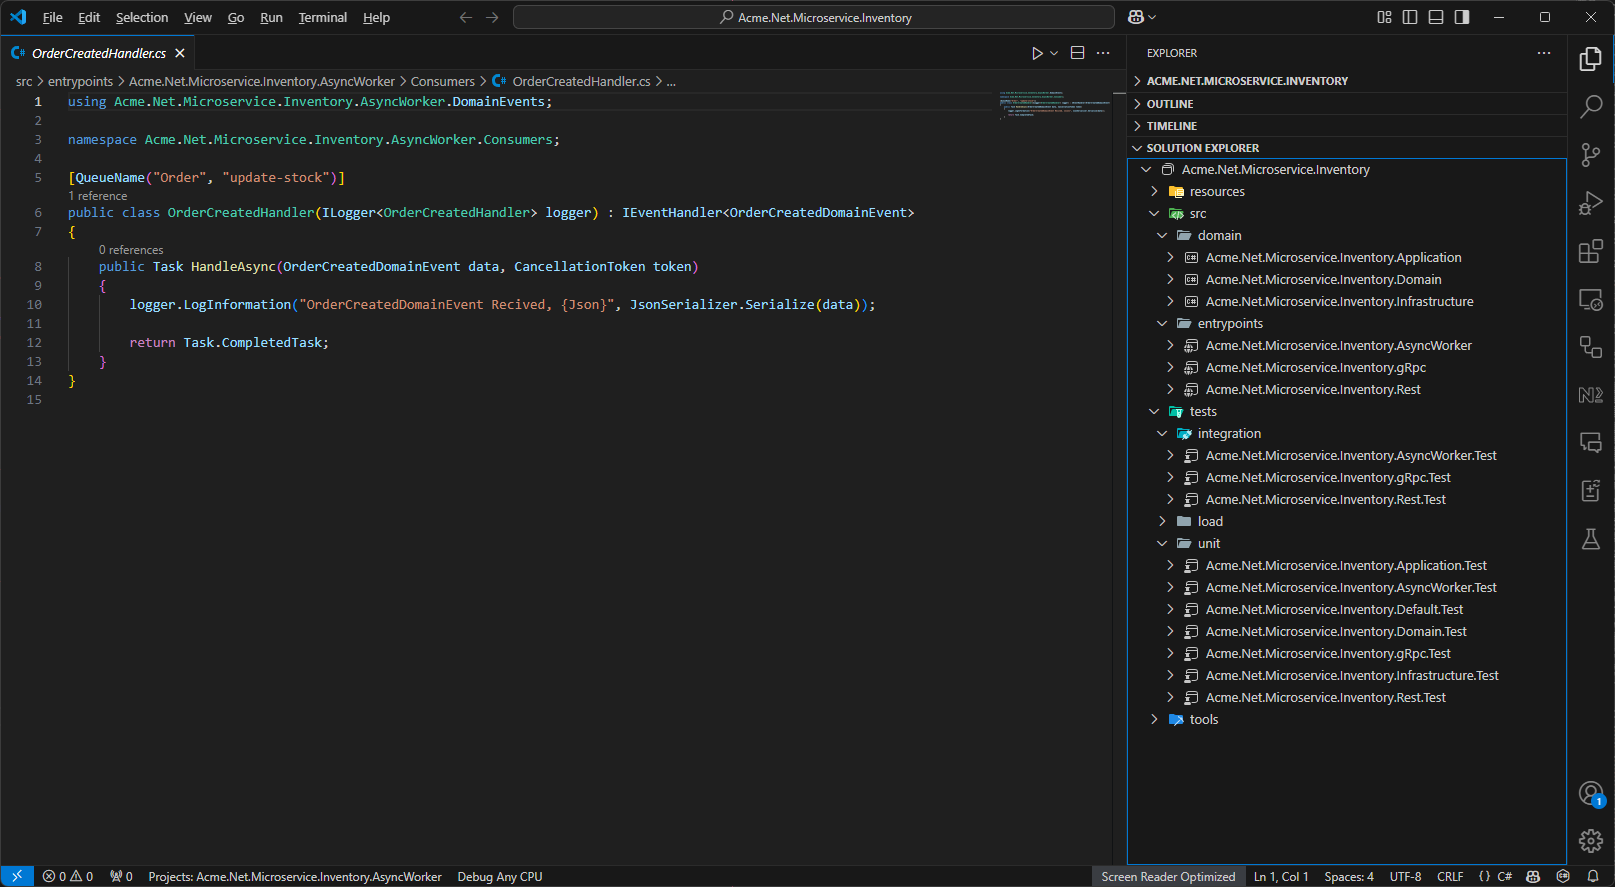 File Edit Selection View Go Run Terminal Help
Acme.Net.Microservice.Inventory
OrderCreatedHandler.cs
src > entrypoints > Acme.Net.Microservice.Inventory.AsyncWorker > Consumers > OrderCreatedHandler.cs > ...
1 using Acme.Net.Microservice.Inventory.AsyncWorker.DomainEvents;
2
3 namespace Acme.Net.Microservice.Inventory.AsyncWorker.Consumers;
4
5 [QueueName("Order", "update-stock")]
1 reference
6 public class OrderCreatedHandler(ILogger<OrderCreatedHandler> logger) : IEventHandler<OrderCreatedDomainEvent>
7 {
0 references
8 public Task HandleAsync(OrderCreatedDomainEvent data, CancellationToken token)
9 {
10 logger.LogInformation("OrderCreatedDomainEvent Recived, {Json}", JsonSerializer.Serialize(data));
11
12 return Task.CompletedTask;
13 }
14 }
15
EXPLORER
ACME.NET.MICROSERVICE.INVENTORY
OUTLINE
TIMELINE
SOLUTION EXPLORER
Acme.Net.Microservice.Inventory
resources
src
domain
Acme.Net.Microservice.Inventory.Application
Acme.Net.Microservice.Inventory.Domain
Acme.Net.Microservice.Inventory.Infrastructure
entrypoints
Acme.Net.Microservice.Inventory.AsyncWorker
Acme.Net.Microservice.Inventory.gRpc
Acme.Net.Microservice.Inventory.Rest
tests
integration
Acme.Net.Microservice.Inventory.AsyncWorker.Test
Acme.Net.Microservice.Inventory.gRpc.Test
Acme.Net.Microservice.Inventory.Rest.Test
load
unit
Acme.Net.Microservice.Inventory.Application.Test
Acme.Net.Microservice.Inventory.AsyncWorker.Test
Acme.Net.Microservice.Inventory.Default.Test
Acme.Net.Microservice.Inventory.Domain.Test
Acme.Net.Microservice.Inventory.gRpc.Test
Acme.Net.Microservice.Inventory.Infrastructure.Test
Acme.Net.Microservice.Inventory.Rest.Test
tools
1
0 0 0 Projects: Acme.Net.Microservice.Inventory.AsyncWorker Debug Any CPU Screen Reader Optimized Ln 1, Col 1 Spaces: 4 UTF-8 CRLF {} C#